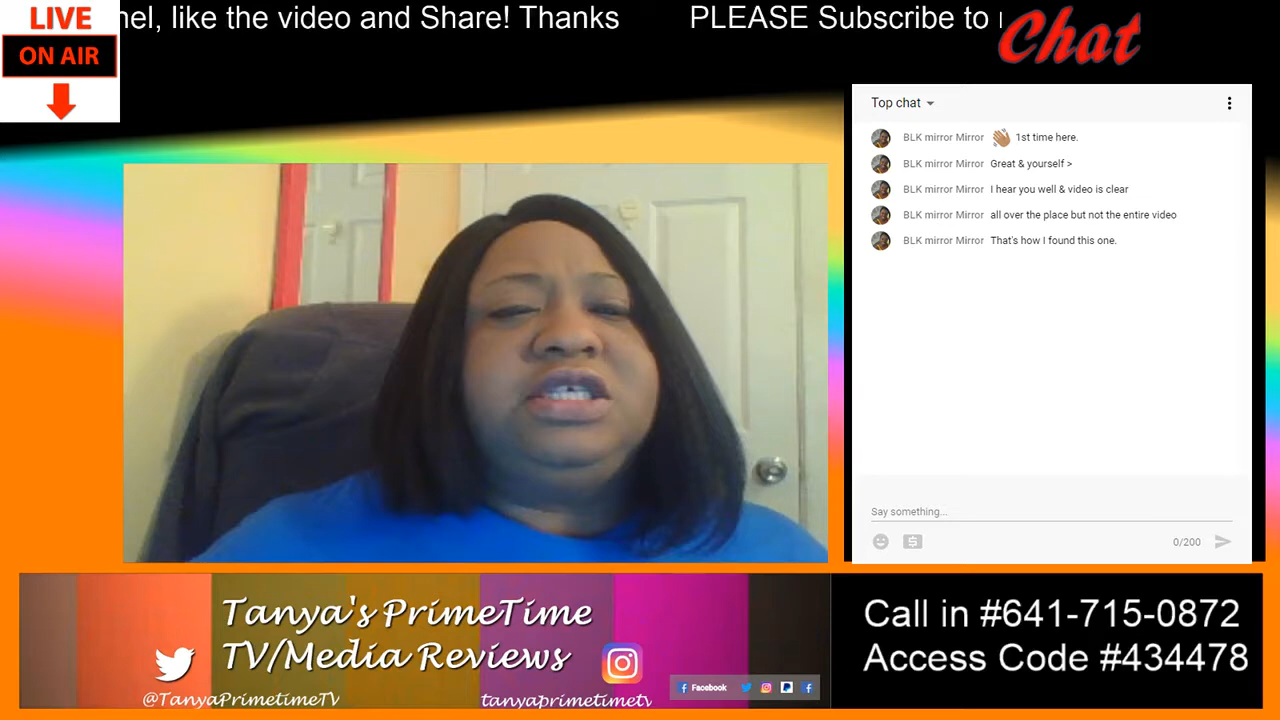 LIVE
ON AIR
nel, like the video and Share! Thanks PLEASE Subscribe to
Chat
Top chat
BLK mirror Mirror 1st time here.
BLK mirror Mirror Great & yourself >
BLK mirror Mirror I hear you well & video is clear
BLK mirror Mirror all over the place but not the entire video
BLK mirror Mirror That's how I found this one.
Say something...
0/200
Tanya's PrimeTime
TV/Media Reviews
@TanyaPrimetimeTV
tanyaprimetimetv
Facebook
Call in #641-715-0872
Access Code #434478